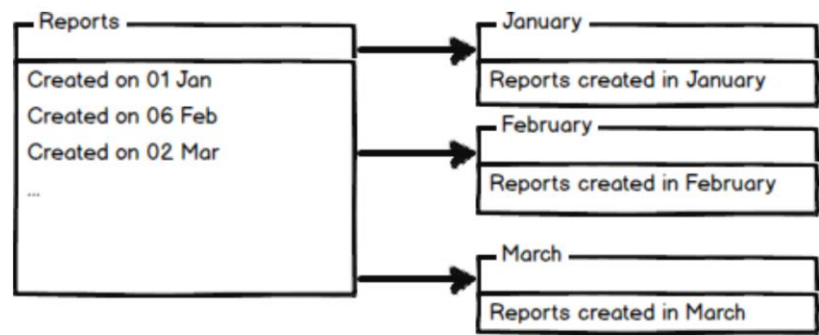 Reports
Created on 01 Jan
Created on 06 Feb
Created on 02 Mar
...
January
Reports created in January
February
Reports created in February
March
Reports created in March